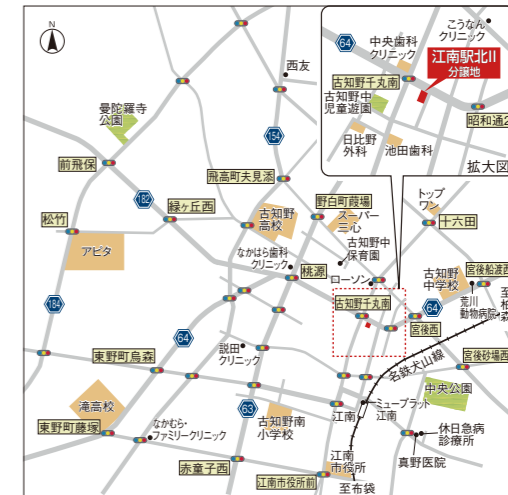 N
64
こうなん
クリニック
中央歯科
クリニック
江南駅北II
分譲地
古知野千丸南
古知野中
児童遊園
昭和通2
日比野
外科
池田歯科
拡大図
西友
曼陀羅寺
公園
154
前飛保
飛高町夫見添
182
緑ヶ丘西
野白町葭場
トップ
ワン
松竹
古知野
高校
スーパー
三心
十六田
アピタ
古知野中
保育園
なかはら歯科
クリニック
桃源
ローソン
古知野
中学校
宮後船渡西
184
古知野千丸南
64
荒川
動物病院
至
柏
森
64
宮後西
東野町烏森
説田
クリニック
名鉄犬山線
宮後砂場西
滝高校
63
中央公園
東野町藤塚
なかむら・
ファミリークリニック
古知野南
小学校
江南
ミュープラット
江南
休日急病
診療所
真野医院
赤童子西
江南市役所前
江南
市役所
至布袋